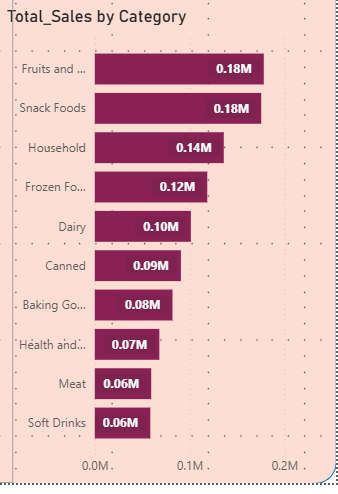 Total_Sales by Category
Fruits and ... 0.18M
Snack Foods 0.18M
Household 0.14M
Frozen Fo... 0.12M
Dairy 0.10M
Canned 0.09M
Baking Go... 0.08M
Health and... 0.07M
Meat 0.06M
Soft Drinks 0.06M
0.0M 0.1M 0.2M